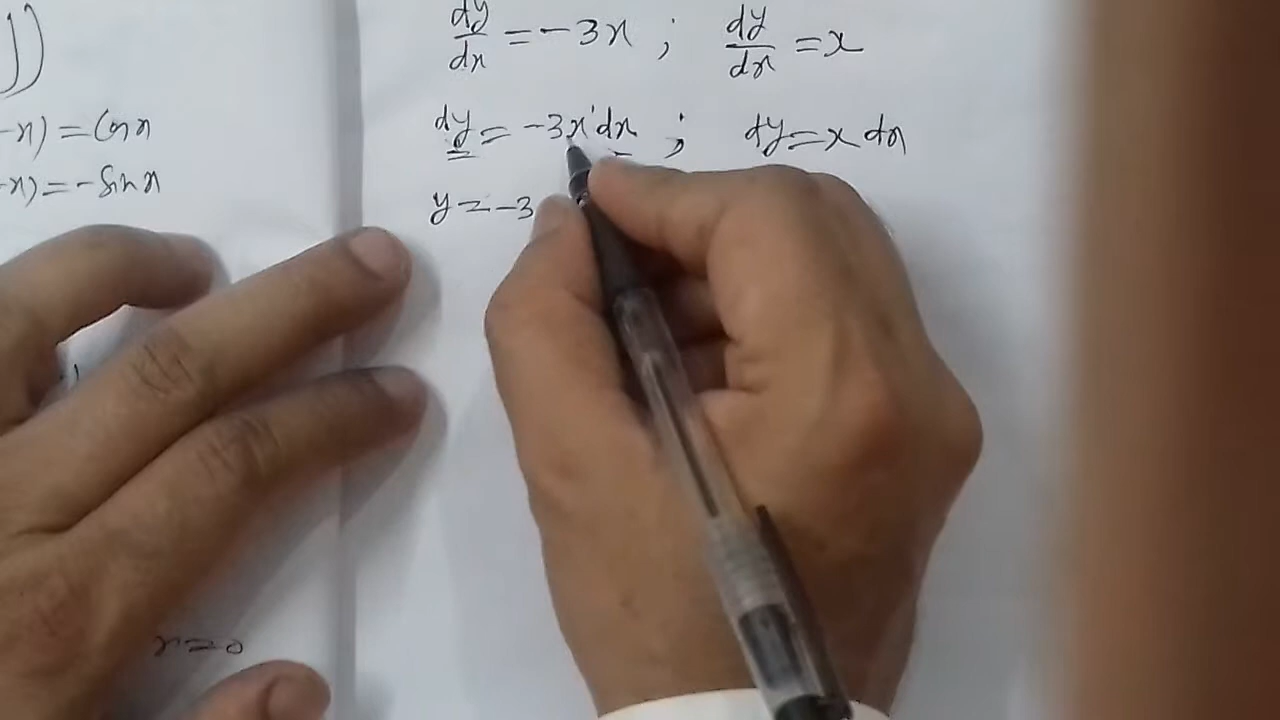 ))
-x) = Cos x
-x) = -Sin x
x=0
dy/dx = -3x ; dy/dx = x
dy = -3x' dx ; dy = x dx
y = -3